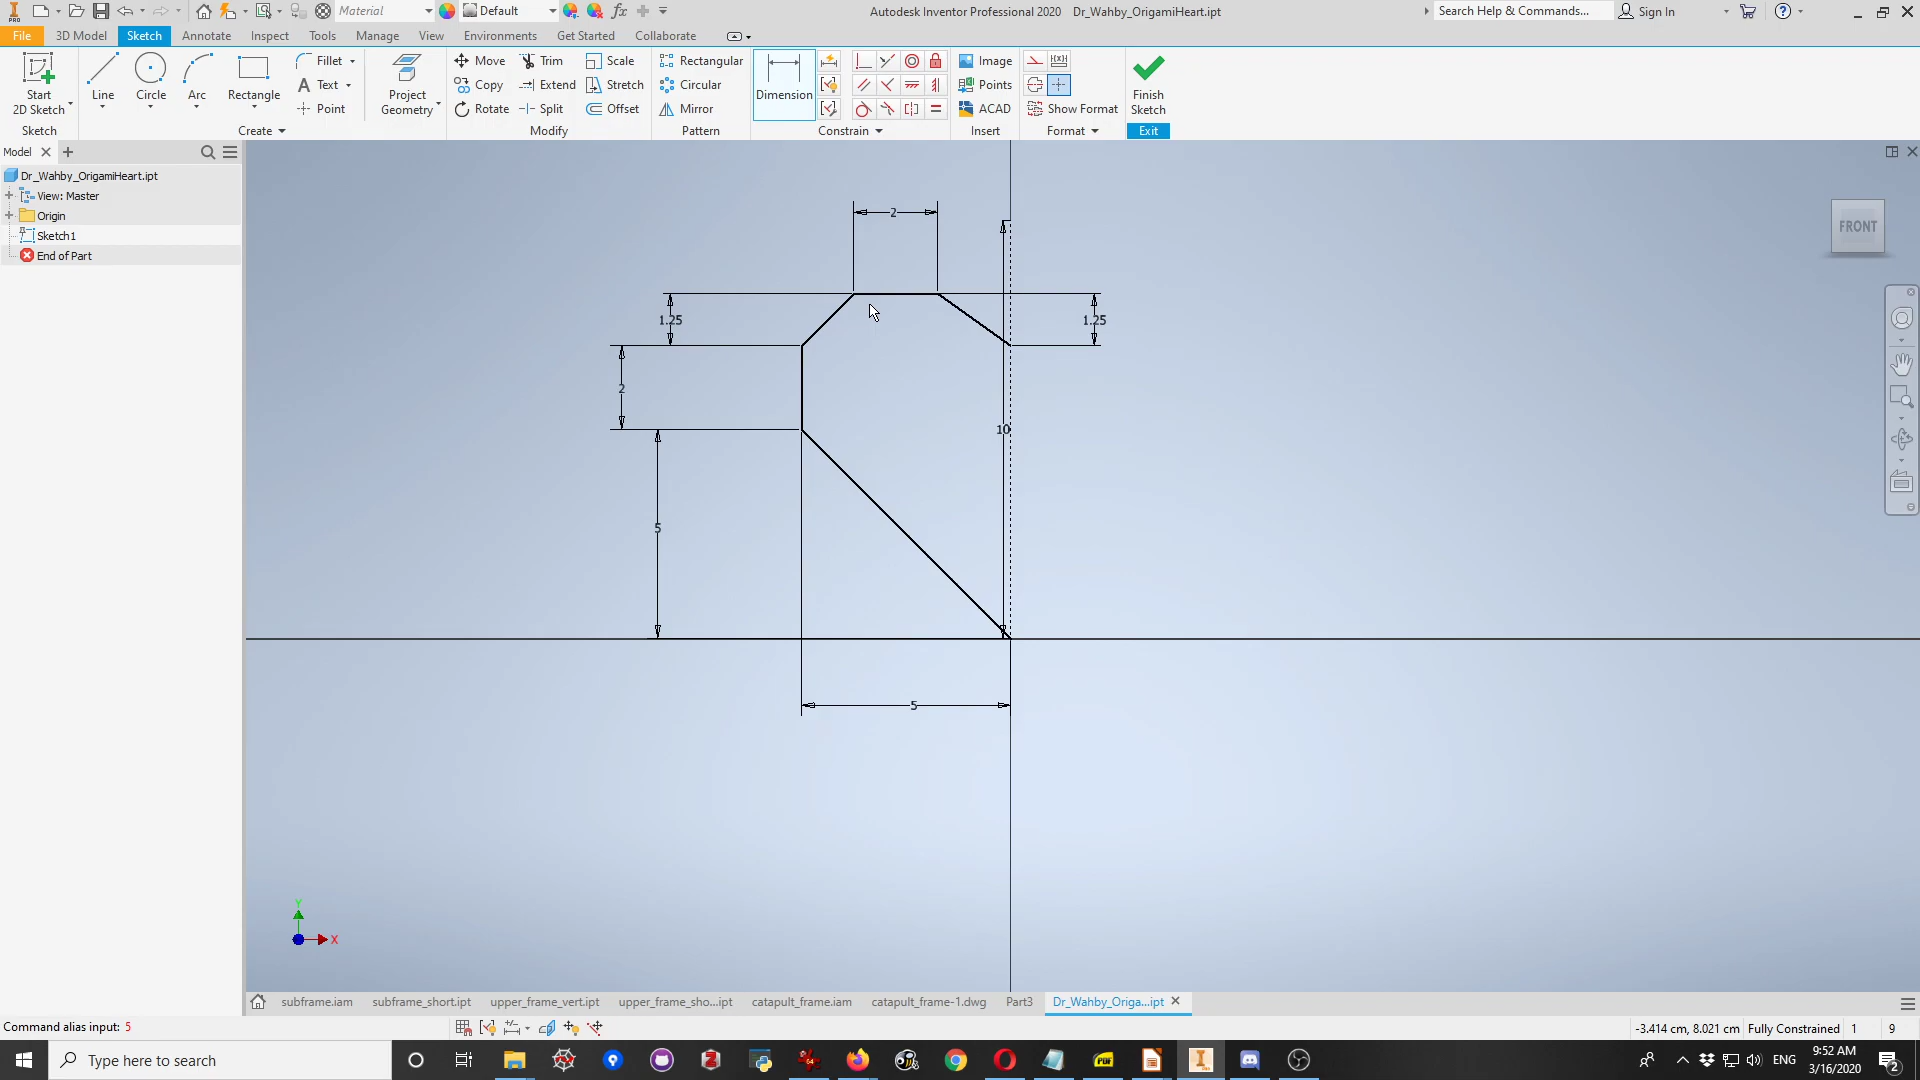 PRO
Material
Default
Autodesk Inventor Professional 2020 Dr_Wahby_OrigamiHeart.ipt
Search Help & Commands...
Sign In
File 3D Model Sketch Annotate Inspect Tools Manage View Environments Get Started Collaborate
Start
2D Sketch
Line
Circle
Arc
Rectangle
Fillet
Text
Point
Project
Geometry
Move
Copy
Rotate
Trim
Extend
Split
Scale
Stretch
Offset
Rectangular
Circular
Mirror
Dimension
Image
Points
ACAD
Show Format
Finish
Sketch
Sketch Create Modify Pattern Constrain Insert Format Exit
Model
Dr_Wahby_OrigamiHeart.ipt
View: Master
Origin
Sketch1
End of Part
FRONT
2
1.25
1.25
2
10
5
5
Y
X
subframe.iam subframe_short.ipt upper_frame_vert.ipt upper_frame_sho...ipt catapult_frame.iam catapult_frame-1.dwg Part3 Dr_Wahby_Origa...ipt
Command alias input: 5
-3.414 cm, 8.021 cm Fully Constrained 1 9
Type here to search
PDF
ENG
9:52 AM
3/16/2020
2